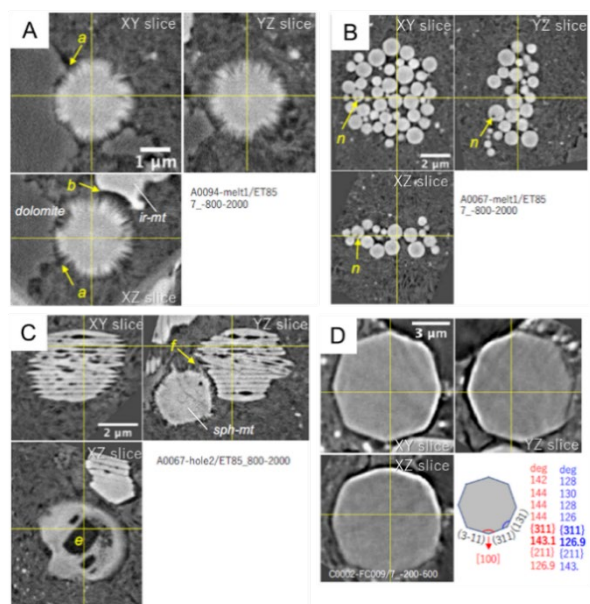 A
XY slice
YZ slice
a
1 μm
b
dolomite
ir-mt
a
XZ slice
A0094-melt1/ET85
7_-800-2000
B
XY slice
YZ slice
n
n
2 μm
XZ slice
n
A0067-melt1/ET85
7_-800-2000
C
XY slice
YZ slice
f
2 μm
sph-mt
XZ slice
e
A0067-hole2/ET85_800-2000
D
3 μm
XY slice
YZ slice
XZ slice
C0002-FC009/7_-200-600
deg deg
142 128
144 130
144 128
144 126
{311} {311}
143.1 126.9
{211} {211}
126.9 143.
(3-11) (311) (131)
[100]